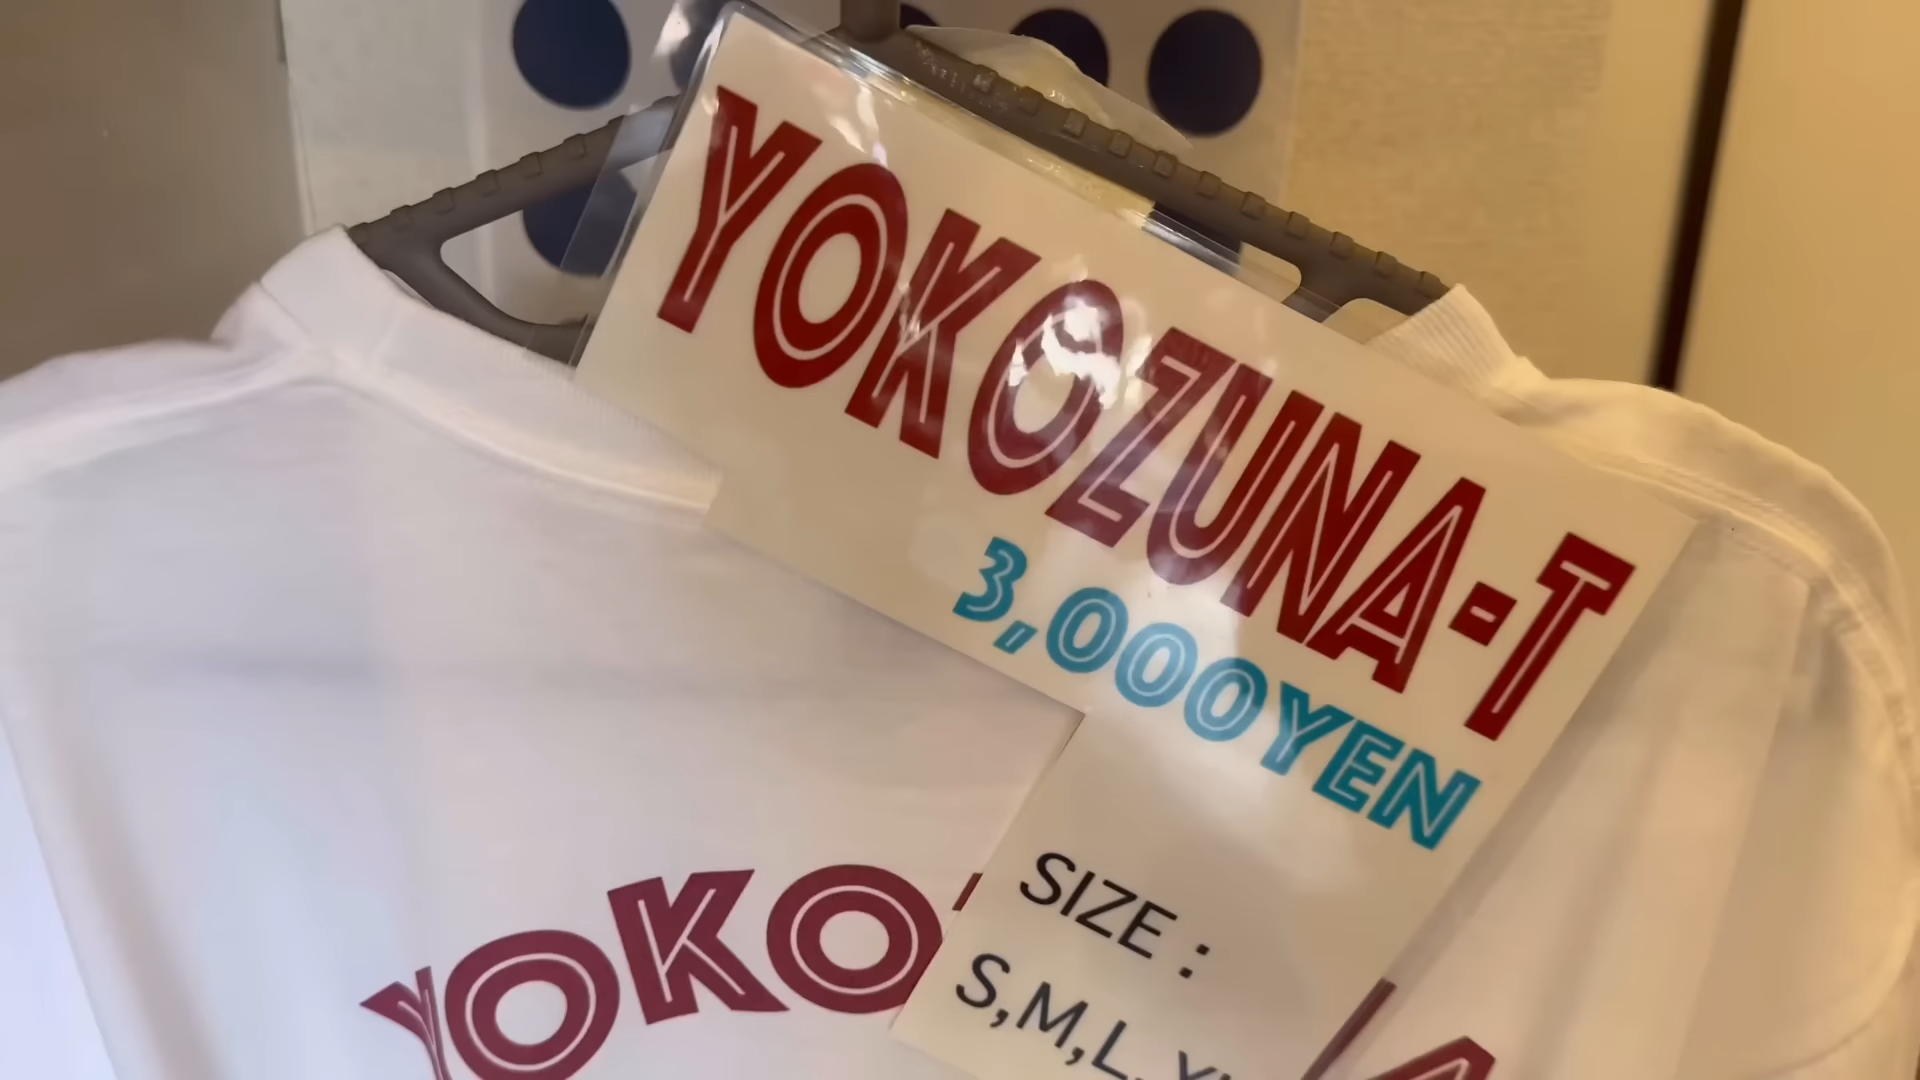 YOKOZUNA-T
3,000YEN
SIZE :
S,M,L,
YOKO